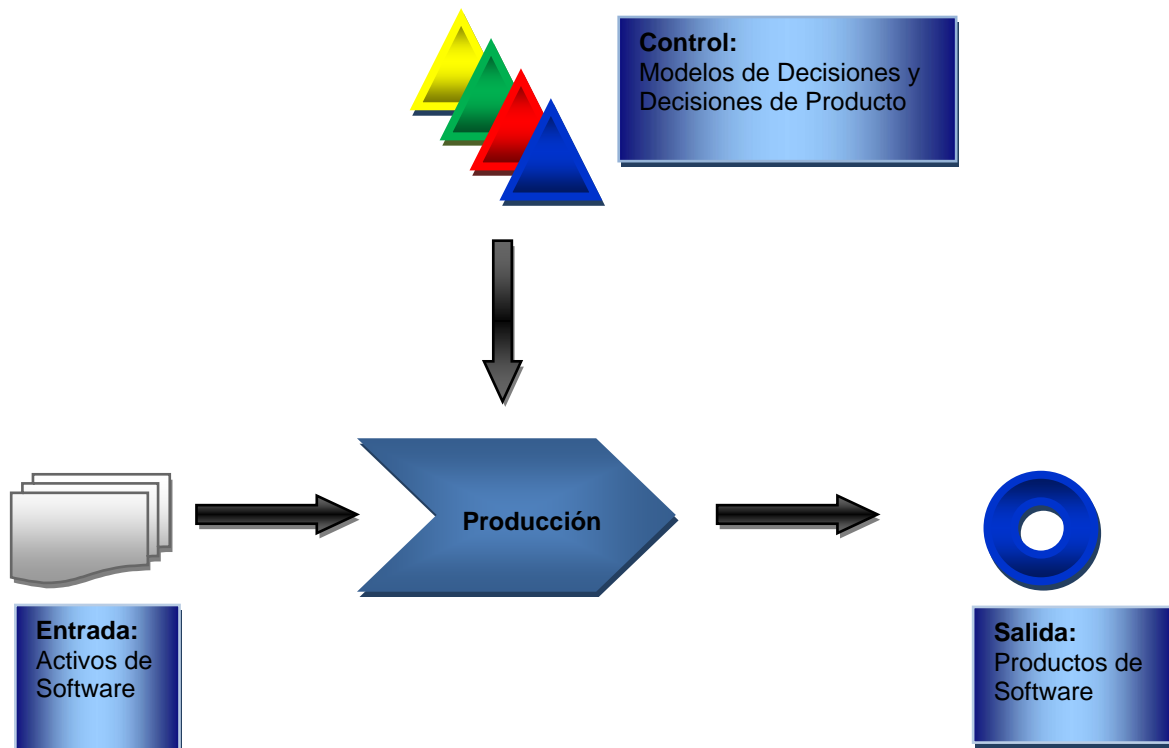 Control:
Modelos de Decisiones y
Decisiones de Producto
Producción
Entrada:
Activos de
Software
Salida:
Productos de
Software